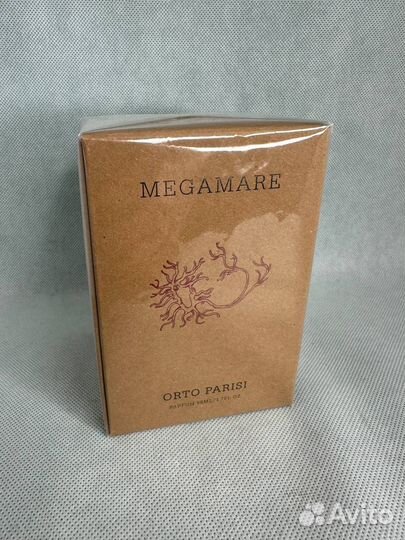 MEGAMARE
ORTO PARISI
PARFUM 50ML/1.7FL OZ
Avito